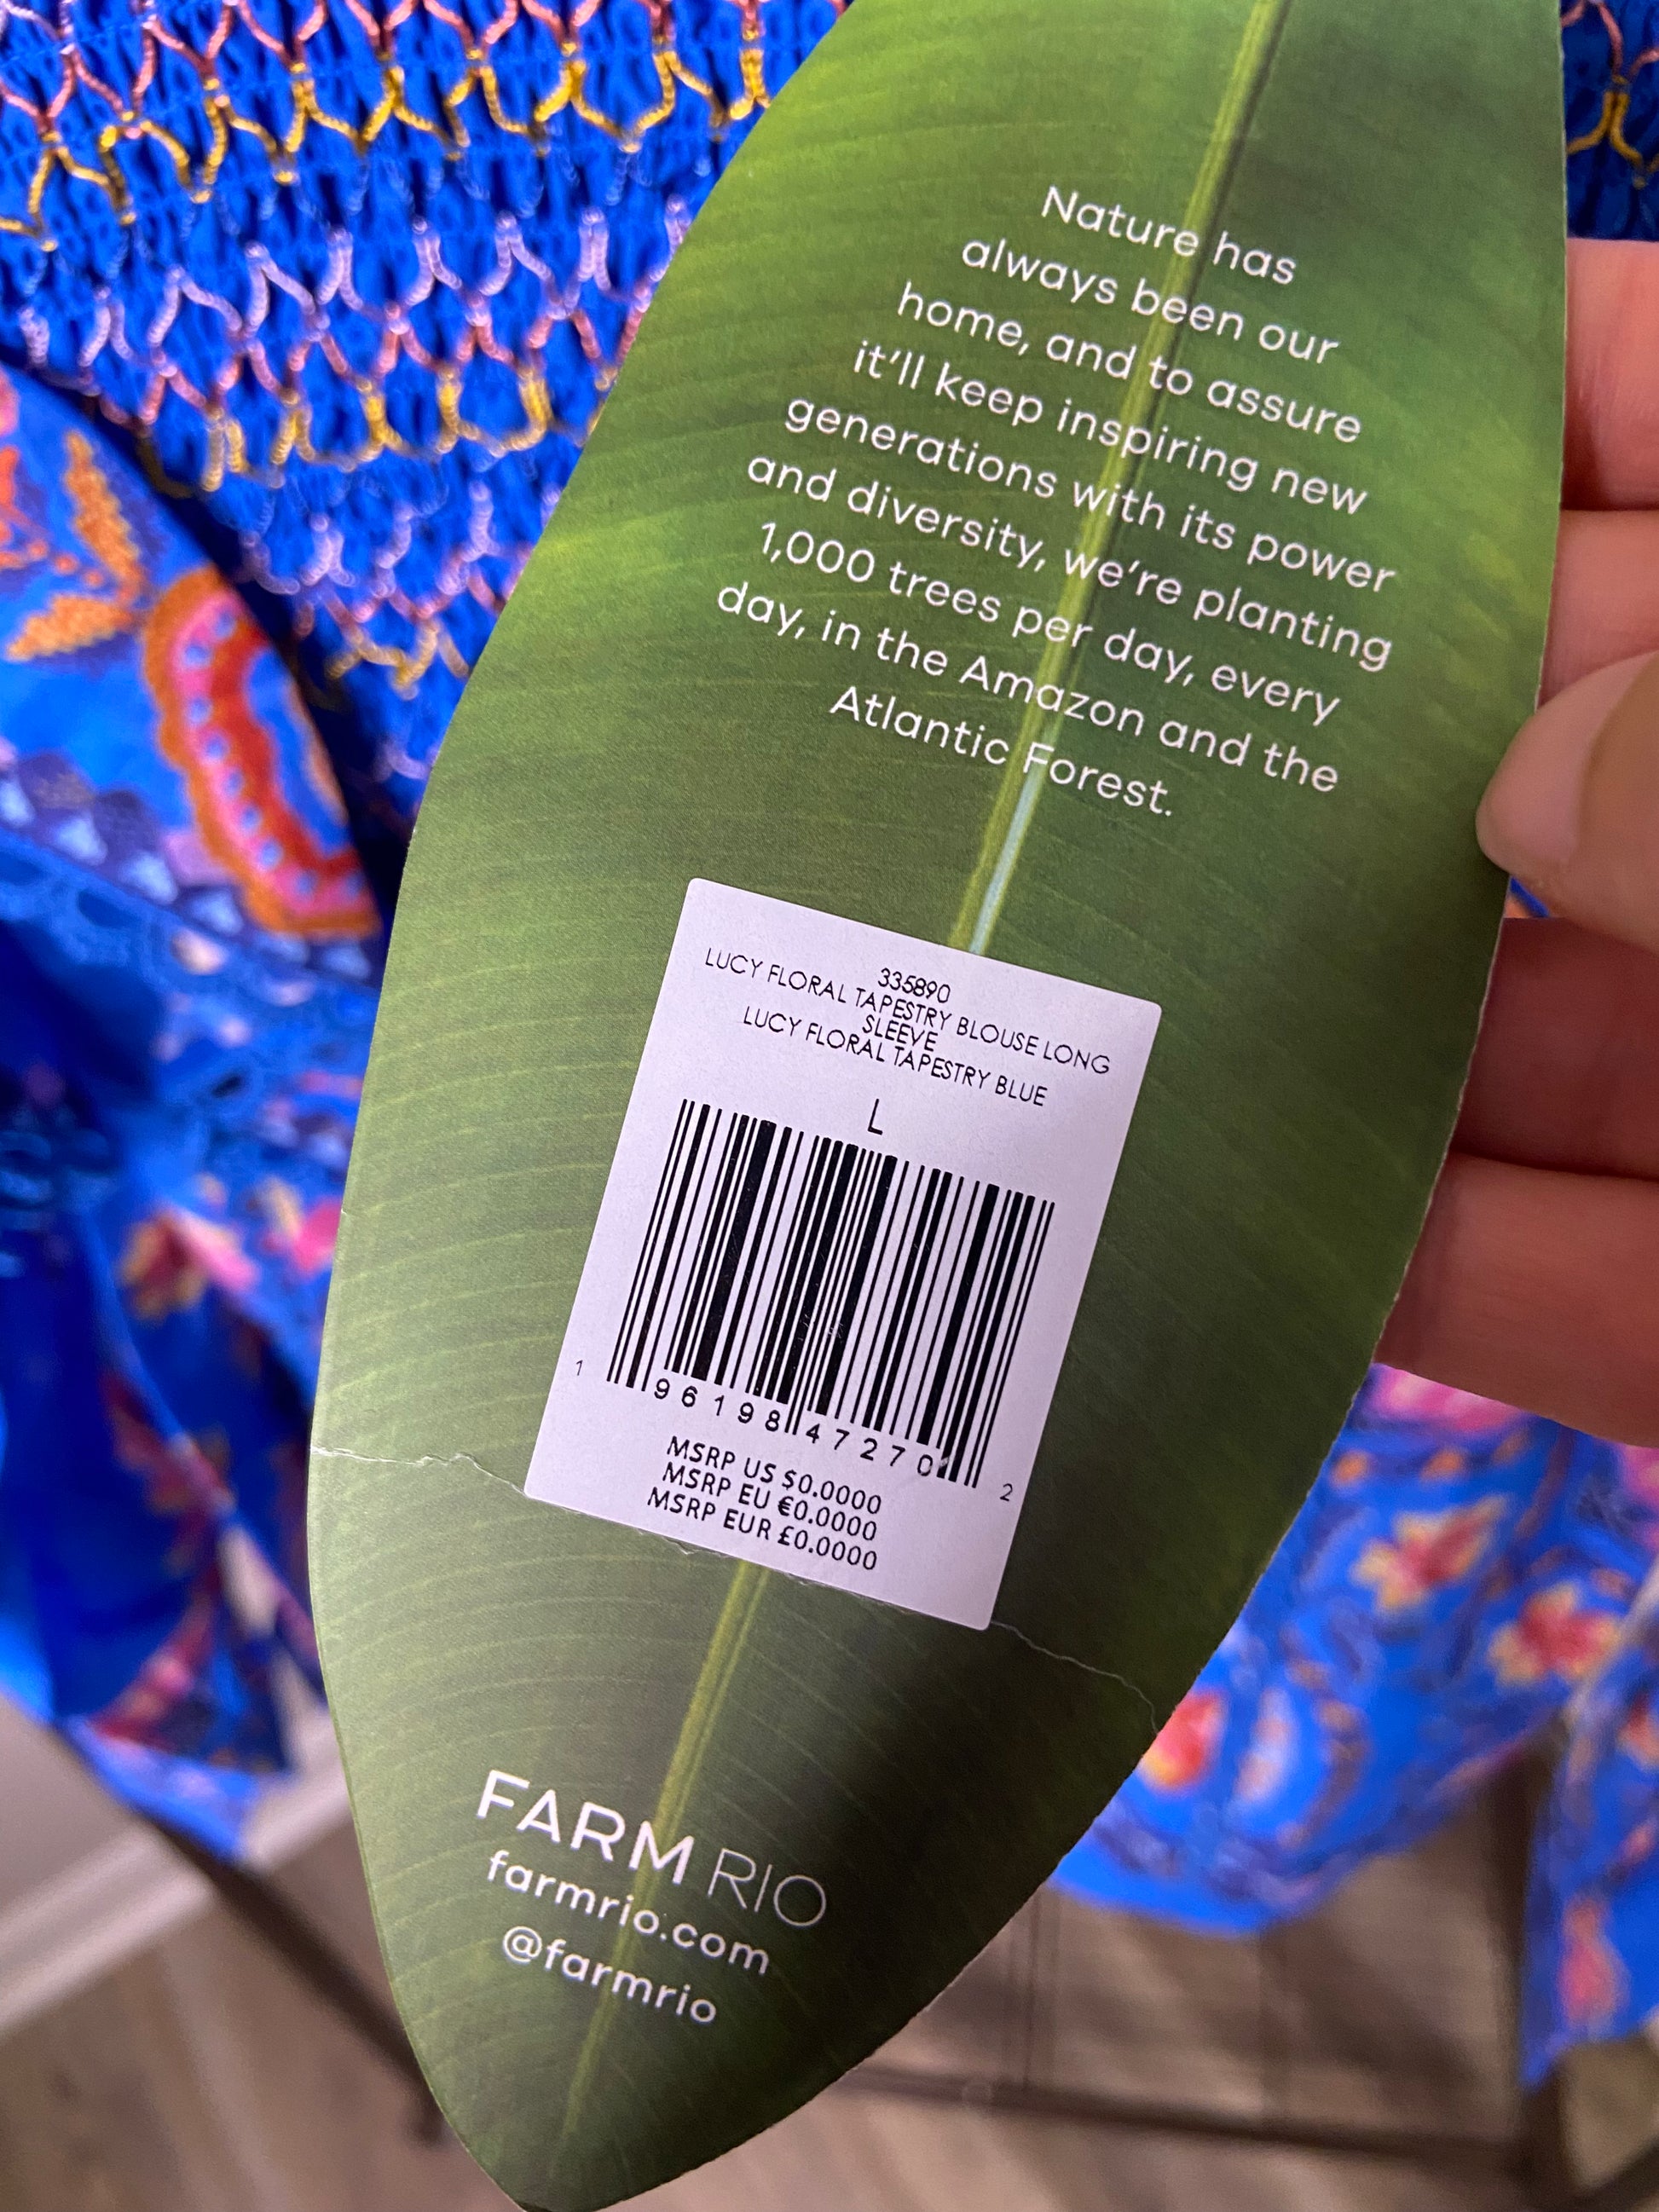 Nature has
always been our
home, and to assure
it'll keep inspiring new
generations with its power
and diversity, we're planting
1,000 trees per day, every
day, in the Amazon and the
Atlantic Forest.
335890
LUCY FLORAL TAPESTRY BLOUSE LONG
SLEEVE
LUCY FLORAL TAPESTRY BLUE
L
1 96198 47270 2
MSRP US $0.0000
MSRP EU €0.0000
MSRP EUR £0.0000
FARM RIO
farmrio.com
@farmrio